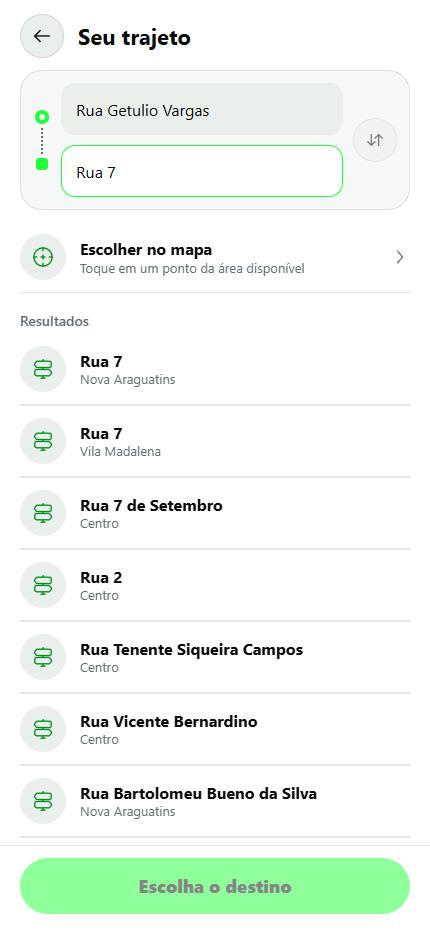 Seu trajeto
Rua Getulio Vargas
Rua 7
Escolher no mapa
Toque em um ponto da área disponível
Resultados
Rua 7
Nova Araguatins
Rua 7
Vila Madalena
Rua 7 de Setembro
Centro
Rua 2
Centro
Rua Tenente Siqueira Campos
Centro
Rua Vicente Bernardino
Centro
Rua Bartolomeu Bueno da Silva
Nova Araguatins
Escolha o destino